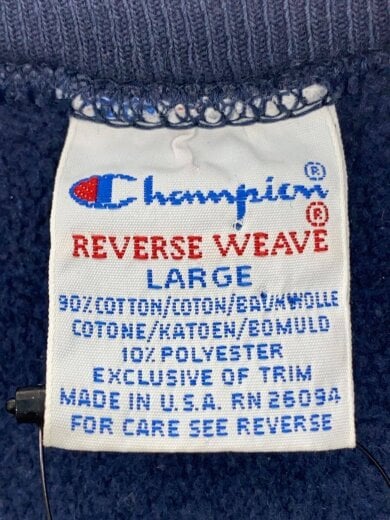 Champion®
REVERSE WEAVE®
LARGE
90% COTTON/COTON/BAUMWOLLE
COTONE/KATOEN/BOMULD
10% POLYESTER
EXCLUSIVE OF TRIM
MADE IN U.S.A. RN 26094
FOR CARE SEE REVERSE